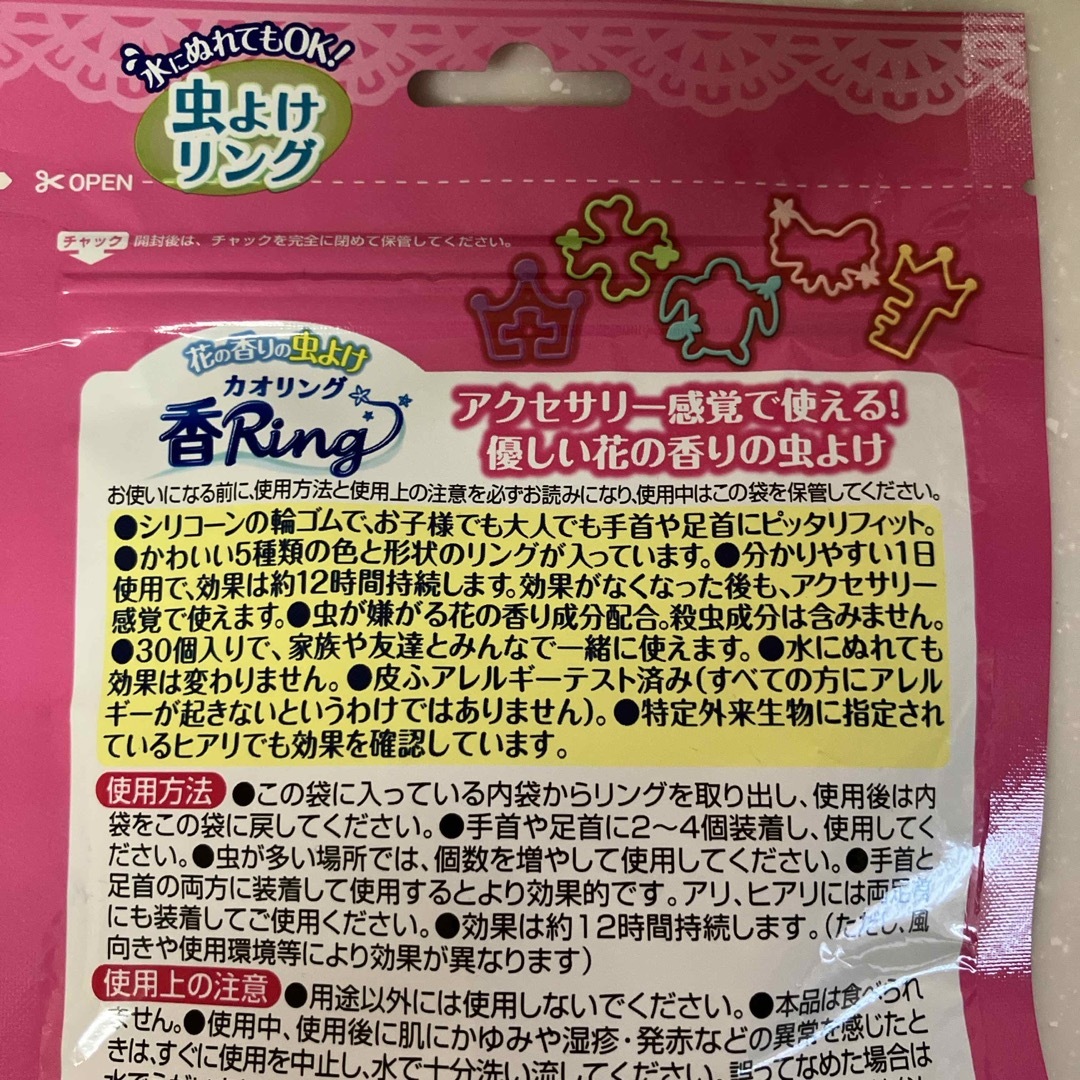 水にぬれてもOK!
虫よけ
リング
OPEN
チャック 開封後は、チャックを完全に閉めて保管してください。
花の香りの虫よけ
カオリング
香Ring
アクセサリー感覚で使える!
優しい花の香りの虫よけ
お使いになる前に、使用方法と使用上の注意を必ずお読みになり、使用中はこの袋を保管してください。
●シリコーンの輪ゴムで、お子様でも大人でも手首や足首にピッタリフィット。
●かわいい5種類の色と形状のリングが入っています。●分かりやすい1日
使用で、効果は約12時間持続します。効果がなくなった後も、アクセサリー
感覚で使えます。●虫が嫌がる花の香り成分配合。殺虫成分は含みません。
●30個入りで、家族や友達とみんなで一緒に使えます。●水にぬれても
効果は変わりません。●皮ふアレルギーテスト済み(すべての方にアレル
ギーが起きないというわけではありません)。●特定外来生物に指定され
ているヒアリでも効果を確認しています。
使用方法 ●この袋に入っている内袋からリングを取り出し、使用後は内
袋をこの袋に戻してください。●手首や足首に2〜4個装着し、使用してく
ださい。●虫が多い場所では、個数を増やして使用してください。●手首と
足首の両方に装着して使用するとより効果的です。アリ、ヒアリには両足首
にも装着してご使用ください。●効果は約12時間持続します。(ただし、風
向きや使用環境等により効果が異なります)
使用上の注意 ●用途以外には使用しないでください。●本品は食べられ
ません。●使用中、使用後に肌にかゆみや湿疹・発赤などの異常を感じたと
きは、すぐに使用を中止し、水で十分洗い流してください。誤ってなめた場合は